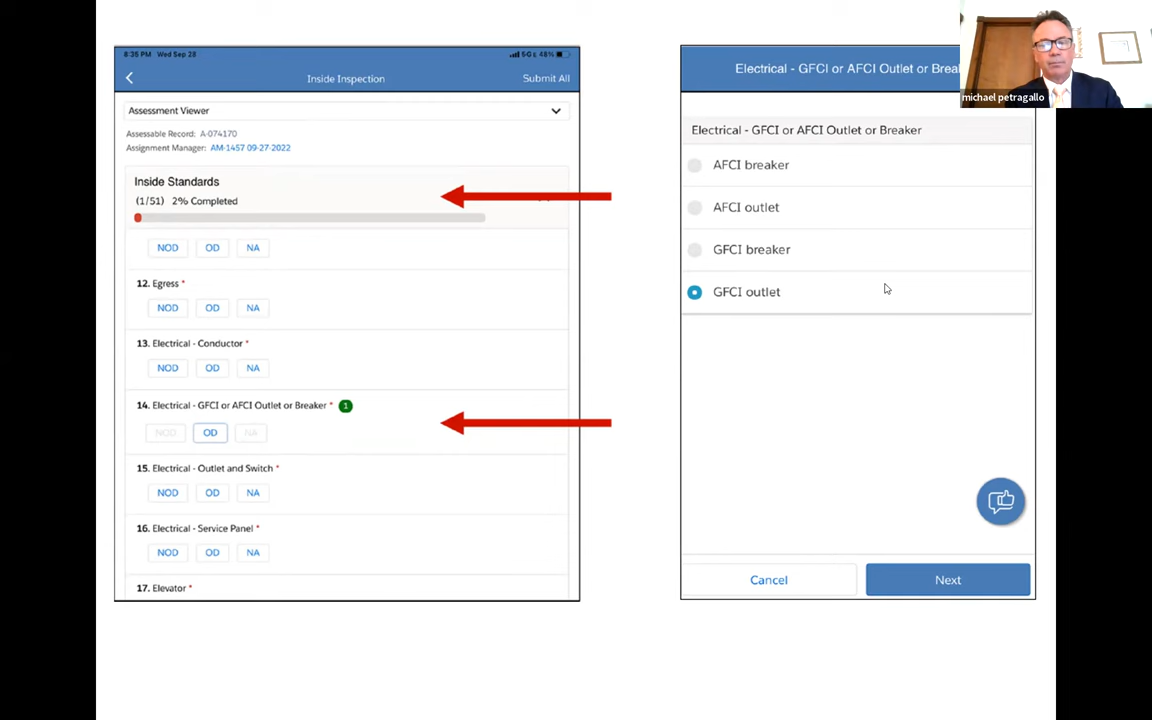 8:35 PM Wed Sep 28
5G E 48%
Inside Inspection
Submit All
Assessment Viewer
Assessable Record: A-074170
Assignment Manager: AM-1457 09-27-2022
Inside Standards
(1/51) 2% Completed
NOD OD NA
12. Egress *
NOD OD NA
13. Electrical - Conductor *
NOD OD NA
14. Electrical - GFCI or AFCI Outlet or Breaker * 1
NOD OD NA
15. Electrical - Outlet and Switch *
NOD OD NA
16. Electrical - Service Panel *
NOD OD NA
17. Elevator *
Electrical - GFCI or AFCI Outlet or Brea
Electrical - GFCI or AFCI Outlet or Breaker
AFCI breaker
AFCI outlet
GFCI breaker
GFCI outlet
Cancel
Next
michael petragallo